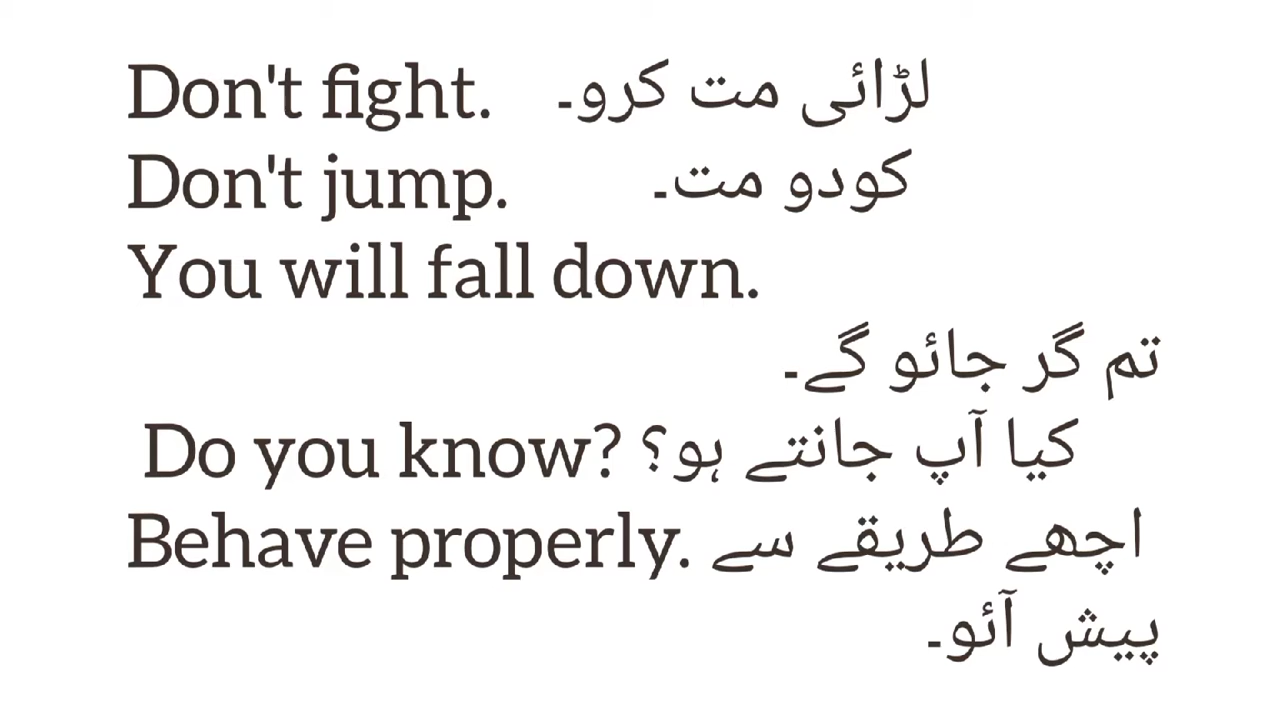 Don't fight. لڑائی مت کرو۔
Don't jump. کودو مت۔
You will fall down.
تم گر جائو گے۔
Do you know? کیا آپ جانتے ہو؟
Behave properly. اچھے طریقے سے
پیش آئو۔